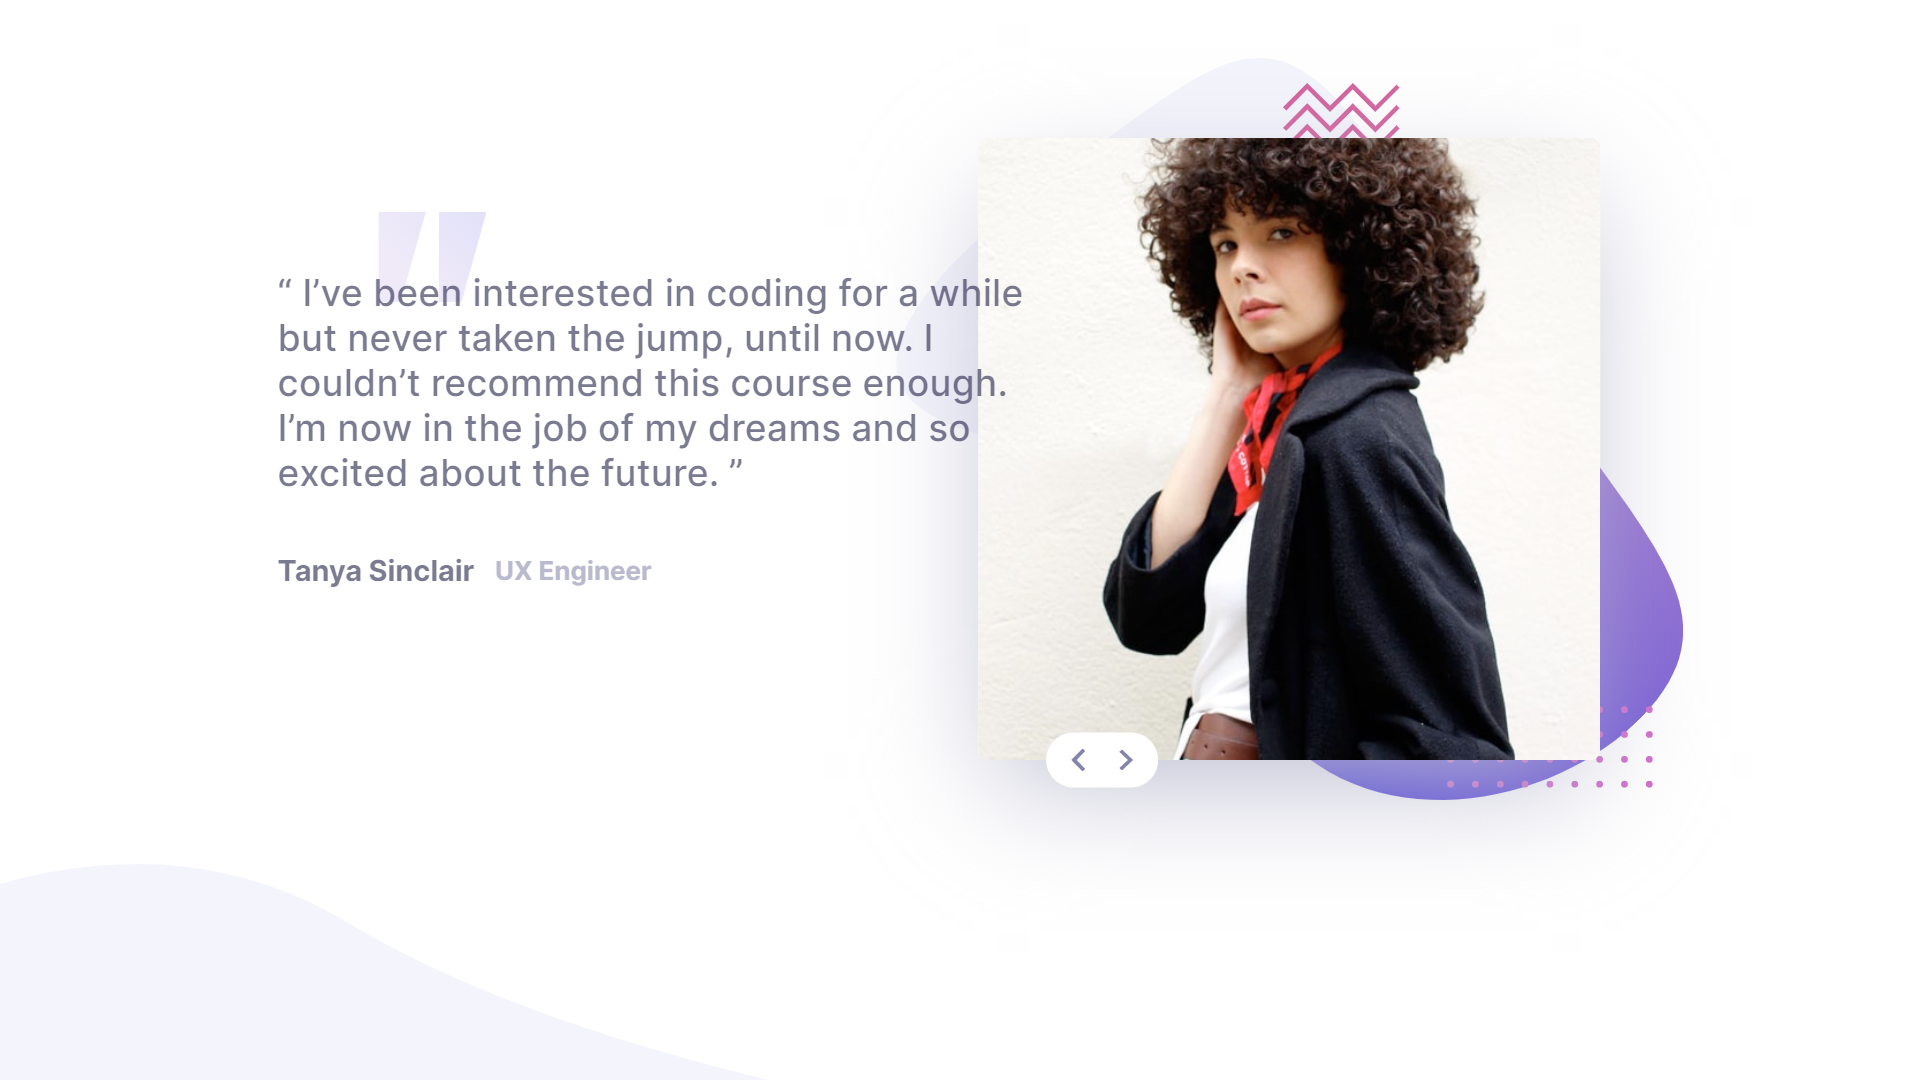 “ I’ve been interested in coding for a while
but never taken the jump, until now. I
couldn’t recommend this course enough.
I’m now in the job of my dreams and so
excited about the future. ”
Tanya Sinclair UX Engineer